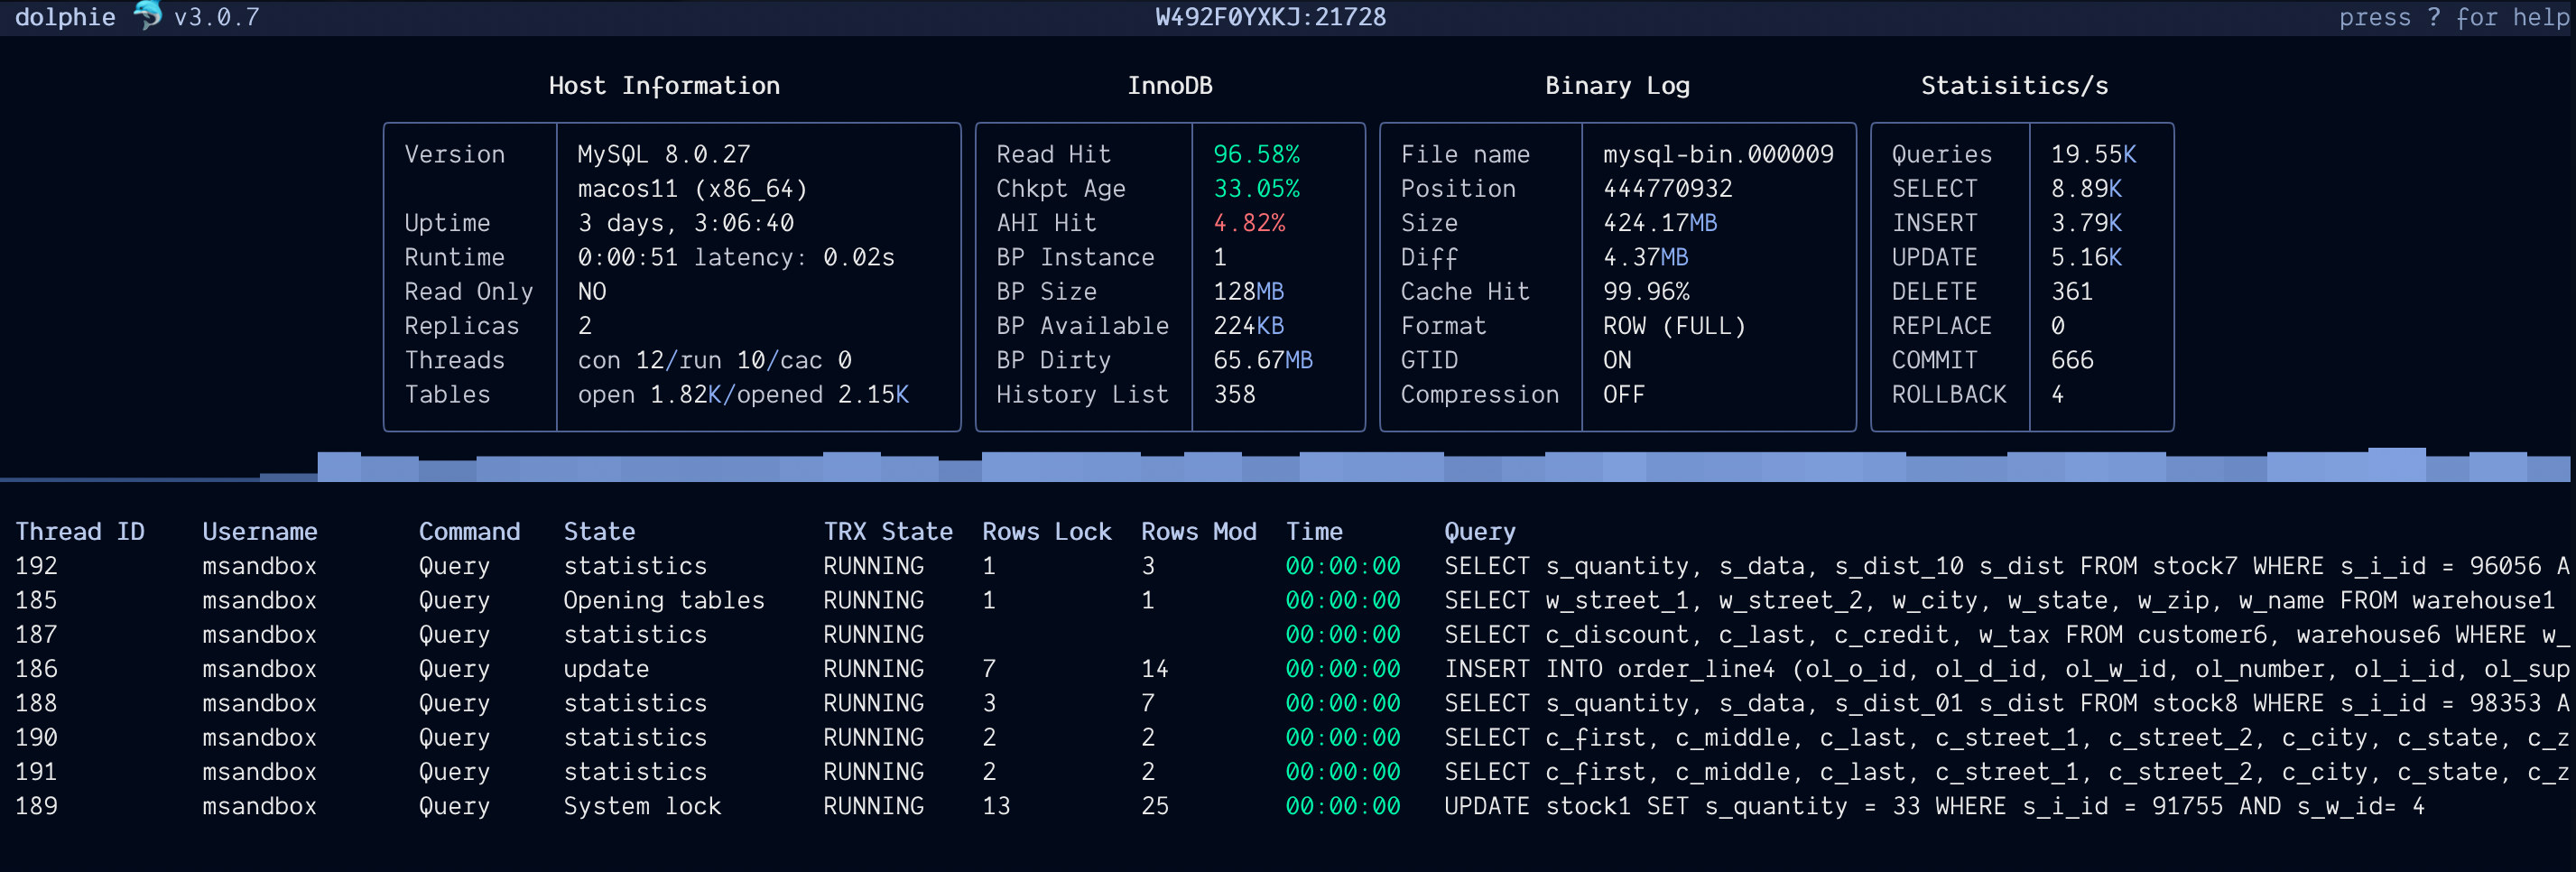 dolphie v3.0.7 W492F0YXKJ:21728 press ? for help
Host Information
Version MySQL 8.0.27
macos11 (x86_64)
Uptime 3 days, 3:06:40
Runtime 0:00:51 latency: 0.02s
Read Only NO
Replicas 2
Threads con 12/run 10/cac 0
Tables open 1.82K/opened 2.15K
InnoDB
Read Hit 96.58%
Chkpt Age 33.05%
AHI Hit 4.82%
BP Instance 1
BP Size 128MB
BP Available 224KB
BP Dirty 65.67MB
History List 358
Binary Log
File name mysql-bin.000009
Position 444770932
Size 424.17MB
Diff 4.37MB
Cache Hit 99.96%
Format ROW (FULL)
GTID ON
Compression OFF
Statisitics/s
Queries 19.55K
SELECT 8.89K
INSERT 3.79K
UPDATE 5.16K
DELETE 361
REPLACE 0
COMMIT 666
ROLLBACK 4
Thread ID Username Command State TRX State Rows Lock Rows Mod Time Query
192 msandbox Query statistics RUNNING 1 3 00:00:00 SELECT s_quantity, s_data, s_dist_10 s_dist FROM stock7 WHERE s_i_id = 96056 A
185 msandbox Query Opening tables RUNNING 1 1 00:00:00 SELECT w_street_1, w_street_2, w_city, w_state, w_zip, w_name FROM warehouse1
187 msandbox Query statistics RUNNING 00:00:00 SELECT c_discount, c_last, c_credit, w_tax FROM customer6, warehouse6 WHERE w_
186 msandbox Query update RUNNING 7 14 00:00:00 INSERT INTO order_line4 (ol_o_id, ol_d_id, ol_w_id, ol_number, ol_i_id, ol_sup
188 msandbox Query statistics RUNNING 3 7 00:00:00 SELECT s_quantity, s_data, s_dist_01 s_dist FROM stock8 WHERE s_i_id = 98353 A
190 msandbox Query statistics RUNNING 2 2 00:00:00 SELECT c_first, c_middle, c_last, c_street_1, c_street_2, c_city, c_state, c_z
191 msandbox Query statistics RUNNING 2 2 00:00:00 SELECT c_first, c_middle, c_last, c_street_1, c_street_2, c_city, c_state, c_z
189 msandbox Query System lock RUNNING 13 25 00:00:00 UPDATE stock1 SET s_quantity = 33 WHERE s_i_id = 91755 AND s_w_id= 4